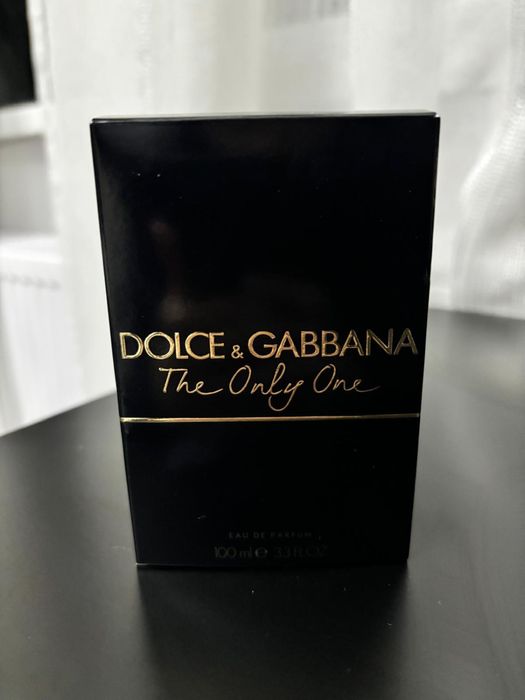 DOLCE & GABBANA
The Only One
EAU DE PARFUM
100 ml e 3.3 FL.OZ